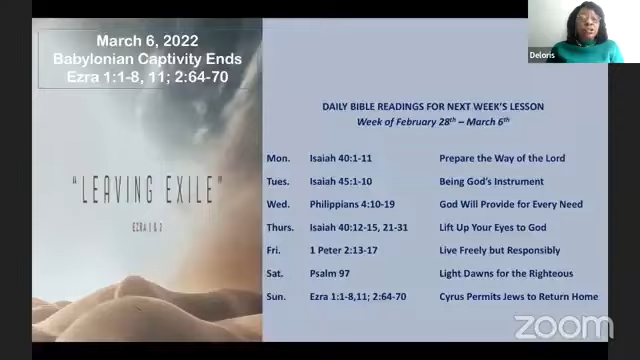 March 6, 2022
Babylonian Captivity Ends
Ezra 1:1-8, 11; 2:64-70
"LEAVING EXILE"
EZRA 1 & 2
DAILY BIBLE READINGS FOR NEXT WEEK'S LESSON
Week of February 28th – March 6th
Mon. Isaiah 40:1-11 Prepare the Way of the Lord
Tues. Isaiah 45:1-10 Being God's Instrument
Wed. Philippians 4:10-19 God Will Provide for Every Need
Thurs. Isaiah 40:12-15, 21-31 Lift Up Your Eyes to God
Fri. 1 Peter 2:13-17 Live Freely but Responsibly
Sat. Psalm 97 Light Dawns for the Righteous
Sun. Ezra 1:1-8,11; 2:64-70 Cyrus Permits Jews to Return Home
Deloris
zoom